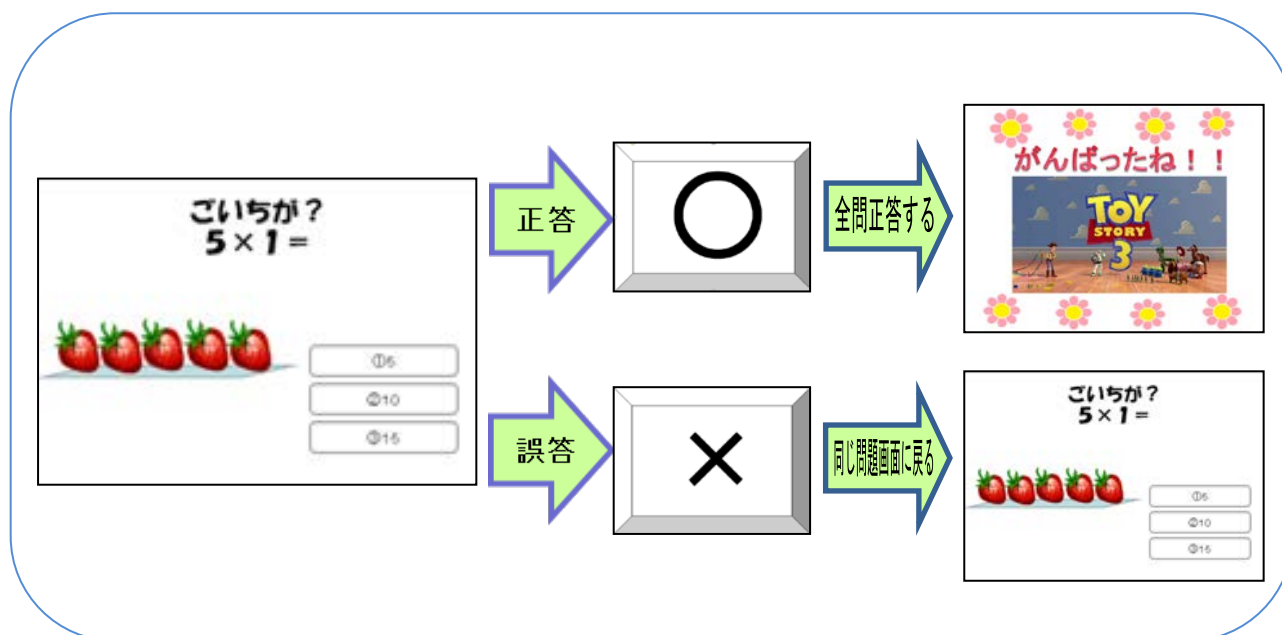 ごいちが？
5×1＝
①5
②10
③15
正答
○
全問正答する
がんばったね！！
TOY
STORY
3
誤答
×
同じ問題画面に戻る
ごいちが？
5×1＝
①5
②10
③15